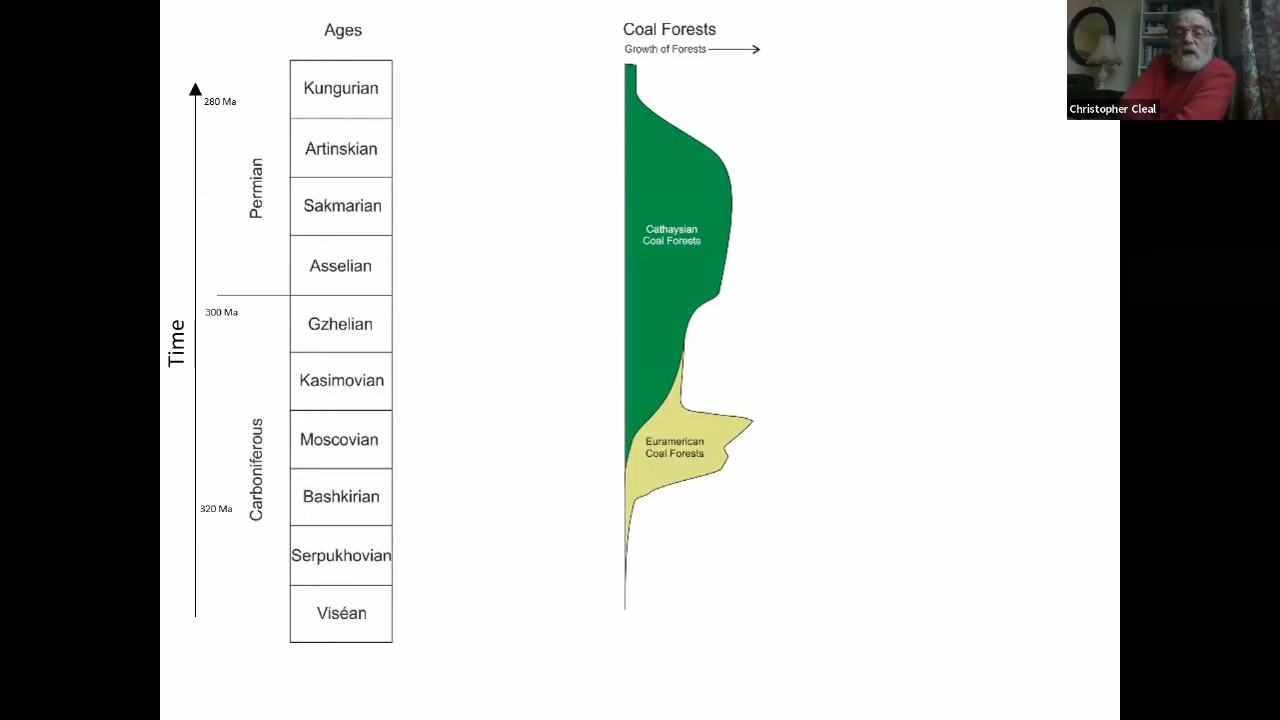 Ages
Coal Forests
Growth of Forests
Kungurian
280 Ma
Artinskian
Permian
Sakmarian
Cathaysian
Coal Forests
Asselian
300 Ma
Gzhelian
Time
Kasimovian
Moscovian
Euramerican
Coal Forests
Carboniferous
Bashkirian
320 Ma
Serpukhovian
Viséan
Christopher Cleal